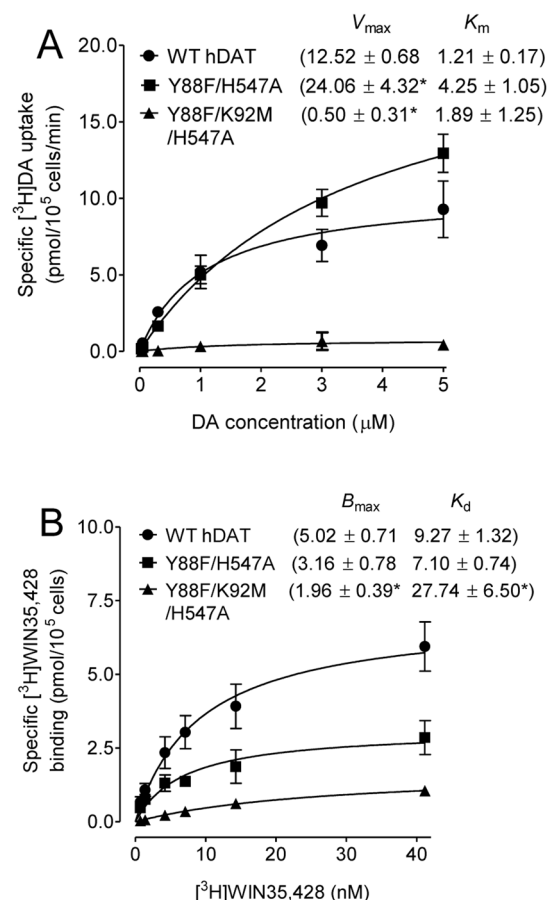 A
V max K m
WT hDAT (12.52 ± 0.68 1.21 ± 0.17)
Y88F/H547A (24.06 ± 4.32* 4.25 ± 1.05)
Y88F/K92M (0.50 ± 0.31* 1.89 ± 1.25)
/H547A
Specific [³H]DA uptake
(pmol/10⁵ cells/min)
20.0
15.0
10.0
5.0
0.0
0 1 2 3 4 5
DA concentration (μM)
B
B max K d
WT hDAT (5.02 ± 0.71 9.27 ± 1.32)
Y88F/H547A (3.16 ± 0.78 7.10 ± 0.74)
Y88F/K92M (1.96 ± 0.39* 27.74 ± 6.50*)
/H547A
Specific [³H]WIN35,428
binding (pmol/10⁵ cells)
10.0
7.5
5.0
2.5
0.0
0 10 20 30 40
[³H]WIN35,428 (nM)